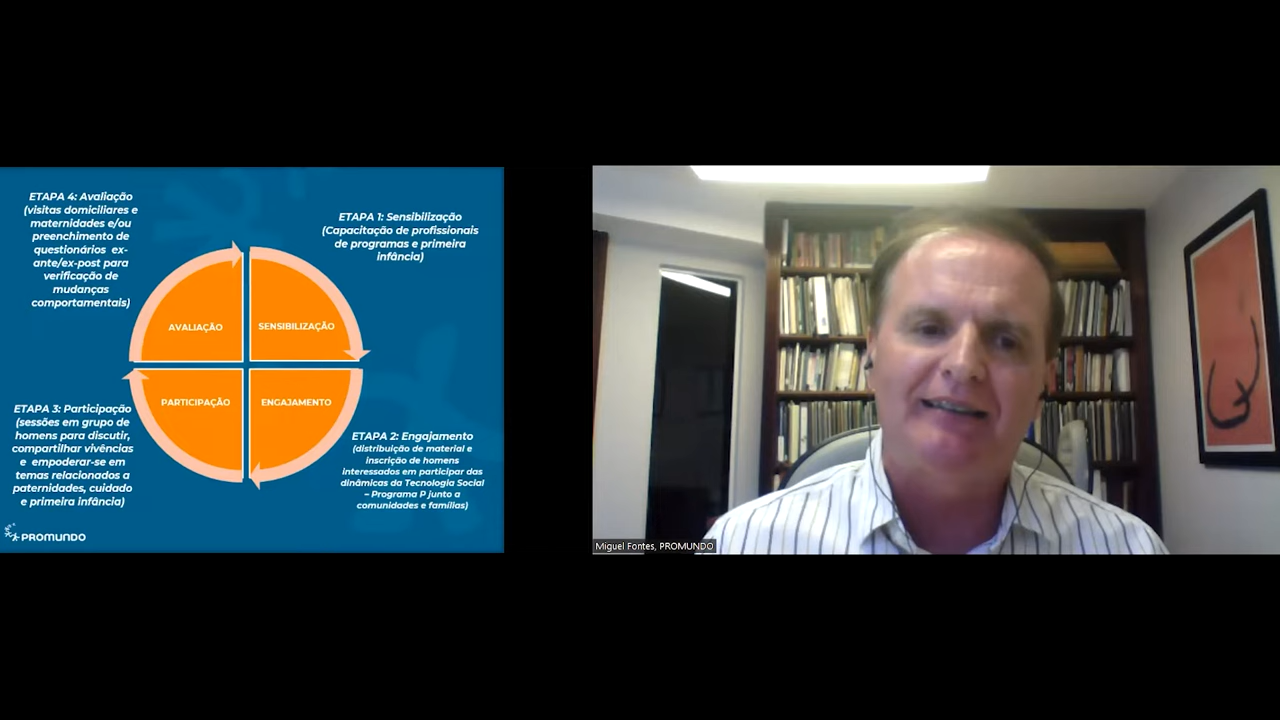 ETAPA 4: Avaliação
(visitas domiciliares e
maternidades e/ou
preenchimento de
questionários ex-
ante/ex-post para
verificação de
mudanças
comportamentais)
ETAPA 1: Sensibilização
(Capacitação de profissionais
de programas e primeira
infância)
AVALIAÇÃO
SENSIBILIZAÇÃO
PARTICIPAÇÃO
ENGAJAMENTO
ETAPA 3: Participação
(sessões em grupo de
homens para discutir,
compartilhar vivências
e empoderar-se em
temas relacionados a
paternidades, cuidado
e primeira infância)
ETAPA 2: Engajamento
(distribuição de material e
inscrição de homens
interessados em participar das
dinâmicas da Tecnologia Social
– Programa P junto a
comunidades e famílias)
PROMUNDO
Miguel Fontes, PROMUNDO